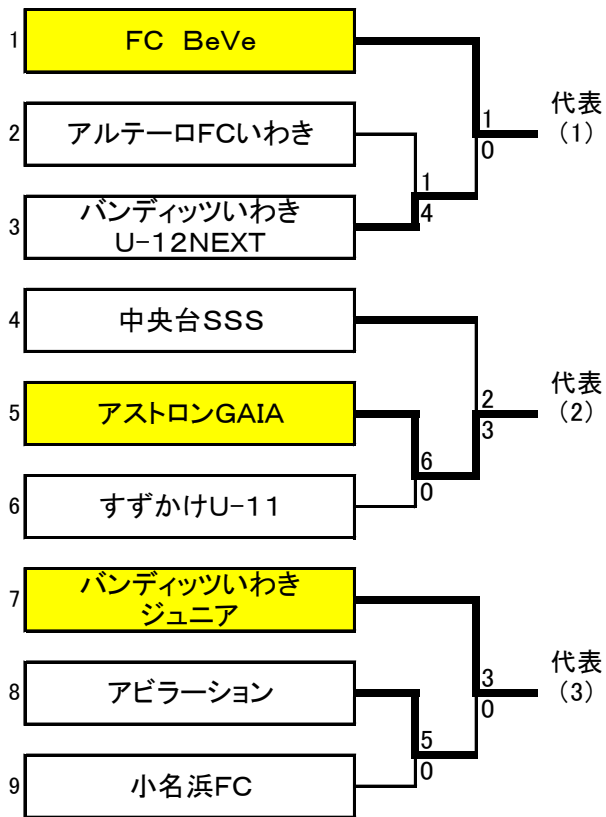 1
FC　BeVe
2
アルテーロFCいわき
1
0
代表
(1)
3
バンディッツいわき
U-12NEXT
1
4
4
中央台SSS
5
アストロンGAIA
2
3
代表
(2)
6
すずかけU-11
6
0
7
バンディッツいわき
ジュニア
8
アビラーション
3
0
代表
(3)
9
小名浜FC
5
0